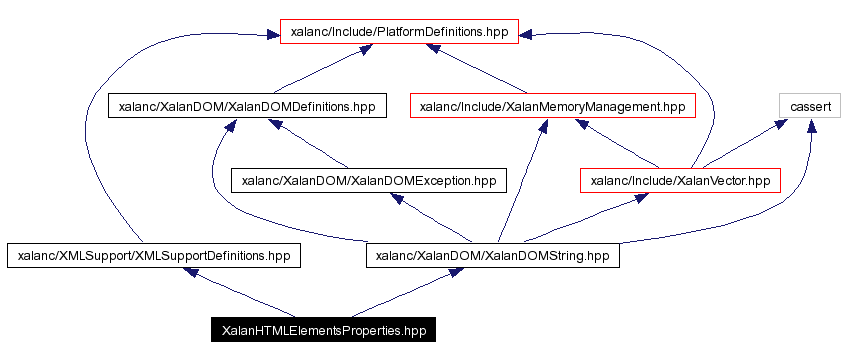 xalanc/Include/PlatformDefinitions.hpp
xalanc/XalanDOM/XalanDOMDefinitions.hpp
xalanc/Include/XalanMemoryManagement.hpp
cassert
xalanc/XalanDOM/XalanDOMException.hpp
xalanc/Include/XalanVector.hpp
xalanc/XMLSupport/XMLSupportDefinitions.hpp
xalanc/XalanDOM/XalanDOMString.hpp
XalanHTMLElementsProperties.hpp